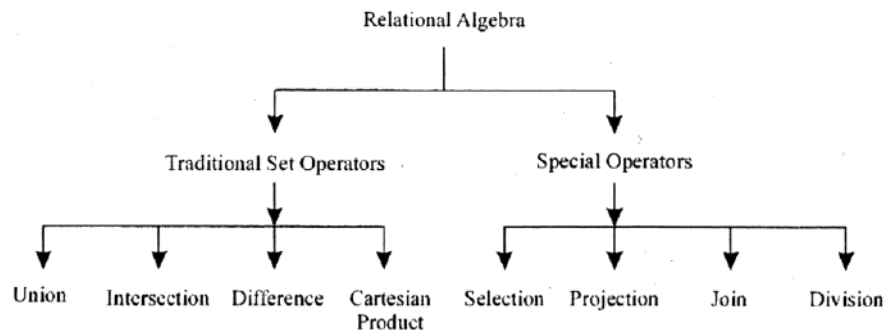 Relational Algebra
Traditional Set Operators
Special Operators
Union
Intersection
Difference
Cartesian
Product
Selection
Projection
Join
Division